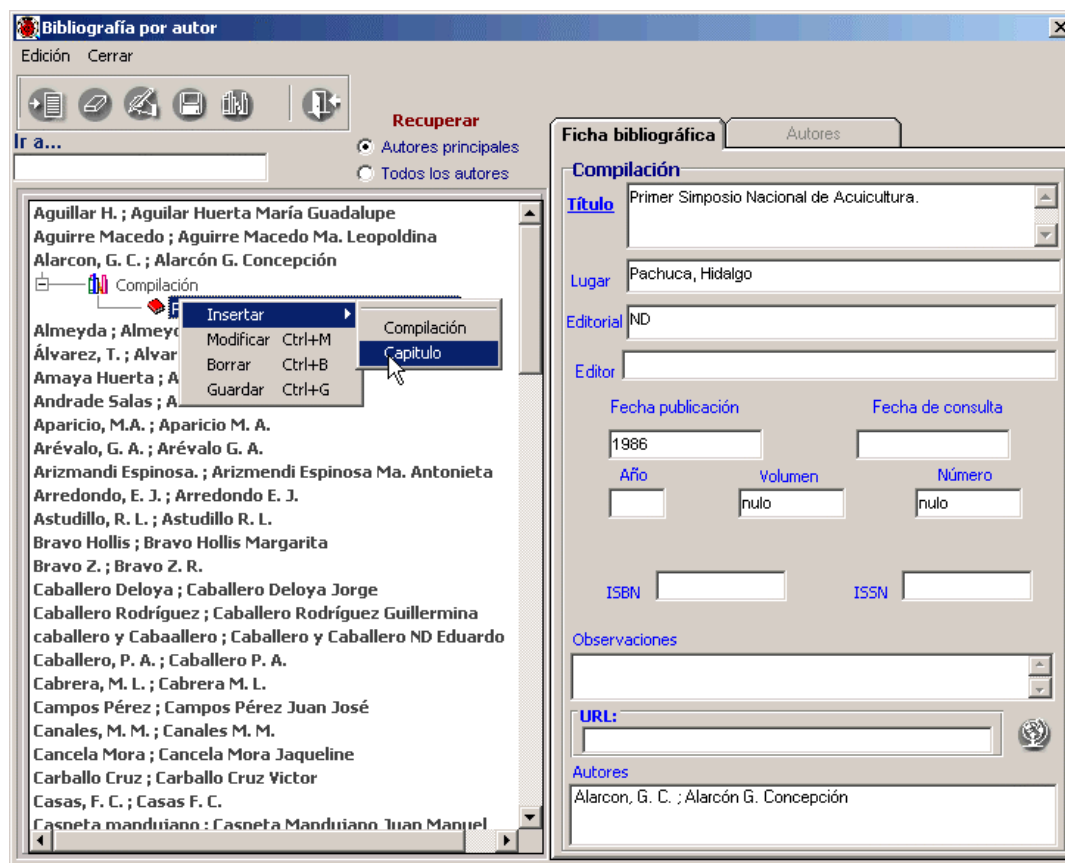 Bibliografía por autor
Edición Cerrar
Recuperar
Ir a...
Autores principales
Todos los autores
Aguillar H. ; Aguilar Huerta María Guadalupe
Aguirre Macedo ; Aguirre Macedo Ma. Leopoldina
Alarcon, G. C. ; Alarcón G. Concepción
Compilación
Insertar
Modificar Ctrl+M
Borrar Ctrl+B
Guardar Ctrl+G
Compilación
Capitulo
Almeyda ; Almeyd
Álvarez, T. ; Alvar
Amaya Huerta ; A
Andrade Salas ; A
Aparicio, M.A. ; Aparicio M. A.
Arévalo, G. A. ; Arévalo G. A.
Arizmandi Espinosa. ; Arizmendi Espinosa Ma. Antonieta
Arredondo, E. J. ; Arredondo E. J.
Astudillo, R. L. ; Astudillo R. L.
Bravo Hollis ; Bravo Hollis Margarita
Bravo Z. ; Bravo Z. R.
Caballero Deloya ; Caballero Deloya Jorge
Caballero Rodríguez ; Caballero Rodríguez Guillermina
caballero y Cabaallero ; Caballero y Caballero ND Eduardo
Caballero, P. A. ; Caballero P. A.
Cabrera, M. L. ; Cabrera M. L.
Campos Pérez ; Campos Pérez Juan José
Canales, M. M. ; Canales M. M.
Cancela Mora ; Cancela Mora Jaqueline
Carballo Cruz ; Carballo Cruz Victor
Casas, F. C. ; Casas F. C.
Caspeta mandujano ; Caspeta Mandujano Juan Manuel
Ficha bibliográfica
Autores
Compilación
Título Primer Simposio Nacional de Acuicultura.
Lugar Pachuca, Hidalgo
Editorial ND
Editor
Fecha publicación Fecha de consulta
1986
Año Volumen Número
nulo nulo
ISBN ISSN
Observaciones
URL:
Autores
Alarcon, G. C. ; Alarcón G. Concepción